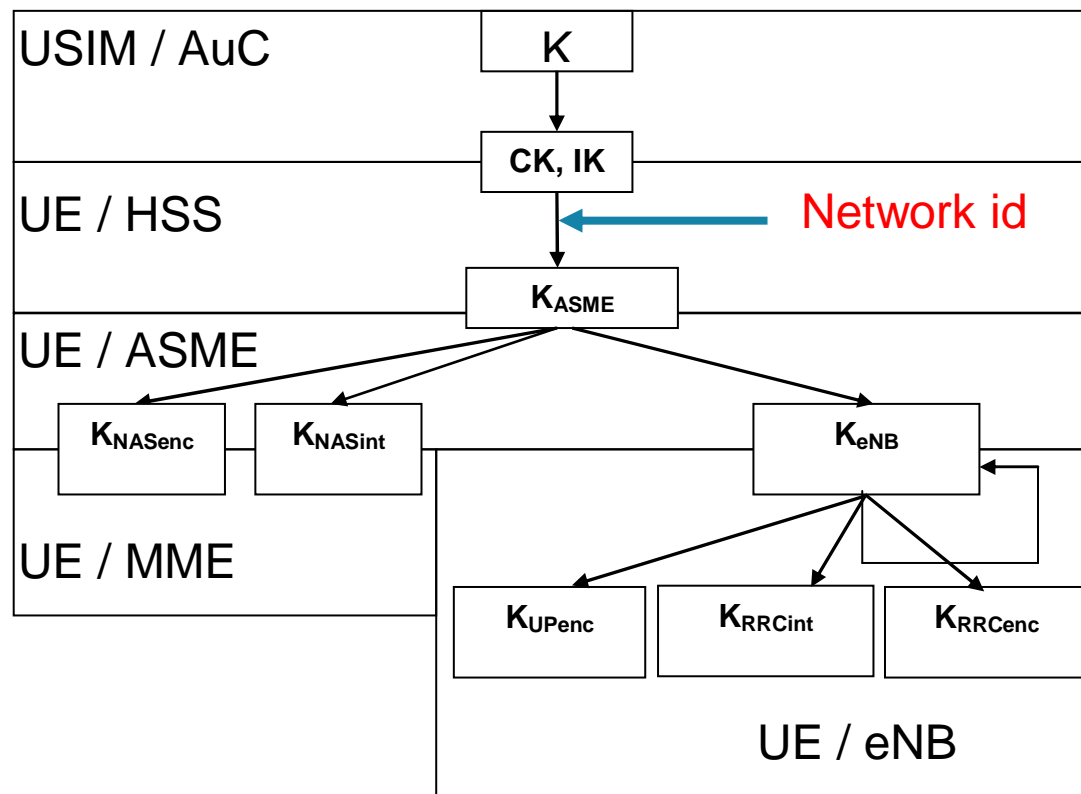 USIM / AuC
K
CK, IK
UE / HSS
Network id
KASME
UE / ASME
KNASenc
KNASint
KeNB
UE / MME
KUPenc
KRRCint
KRRCenc
UE / eNB